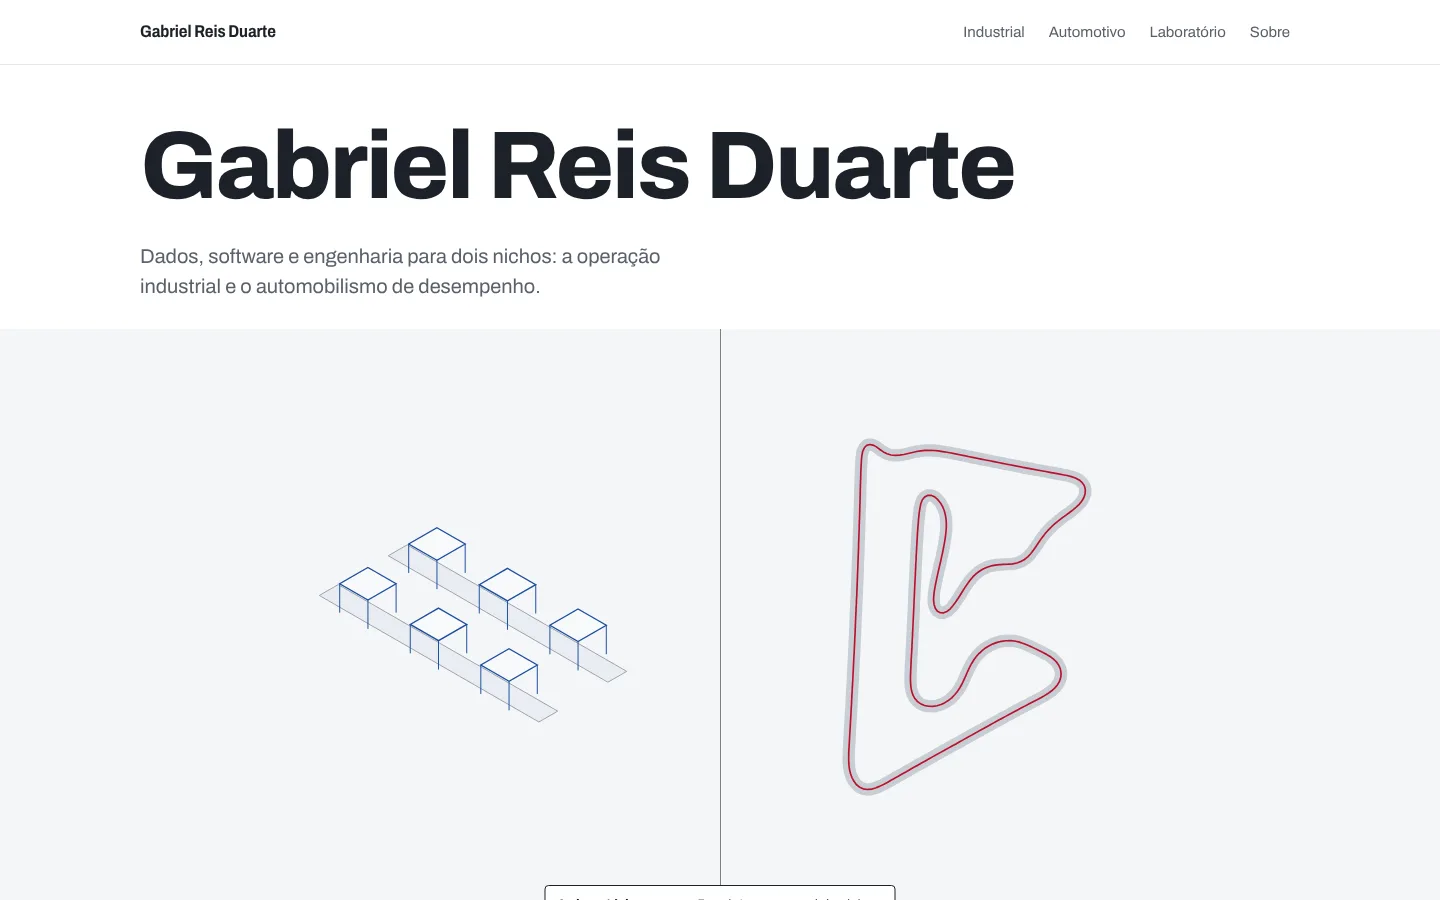 Gabriel Reis Duarte
Industrial Automotivo Laboratório Sobre
Gabriel Reis Duarte
Dados, software e engenharia para dois nichos: a operação
industrial e o automobilismo de desempenho.